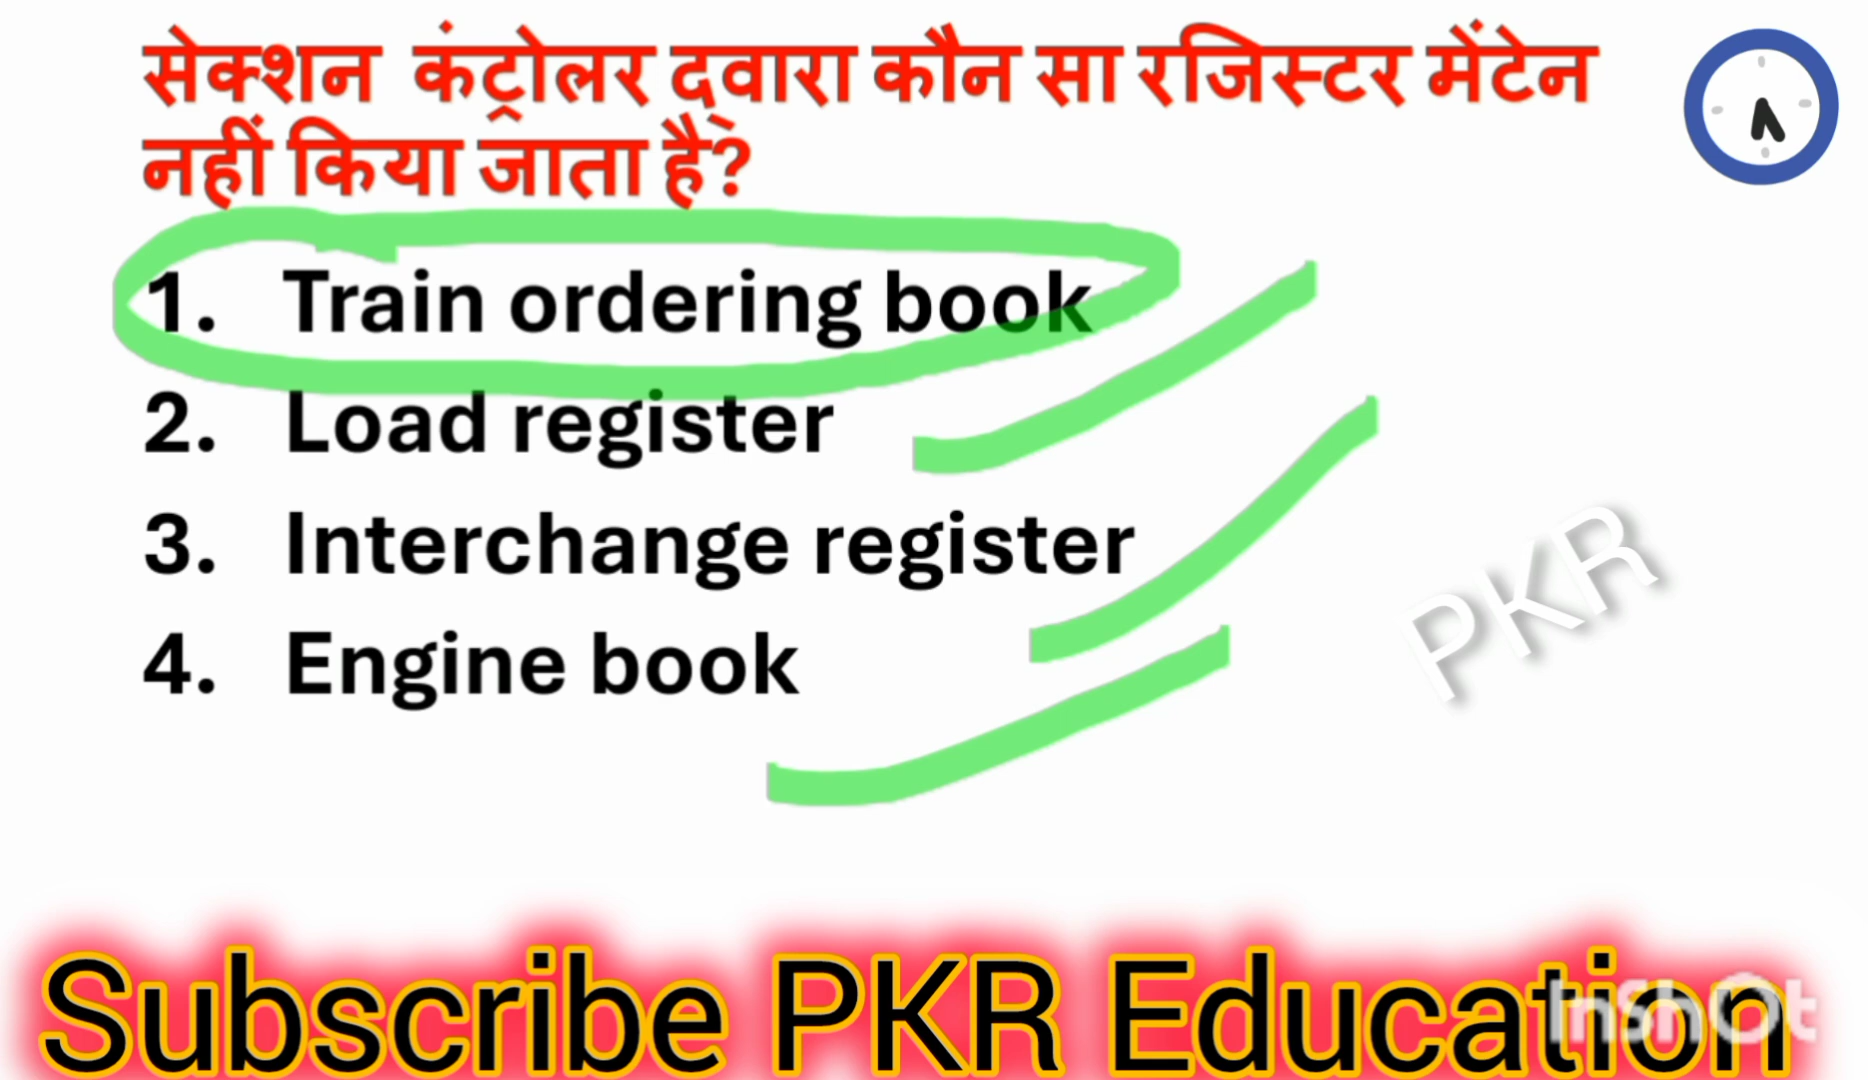 सेक्शन कंट्रोलर द्वारा कौन सा रजिस्टर मेंटेन
नहीं किया जाता है?
1. Train ordering book
2. Load register
3. Interchange register
4. Engine book
PKR
Subscribe PKR Education
InShOt